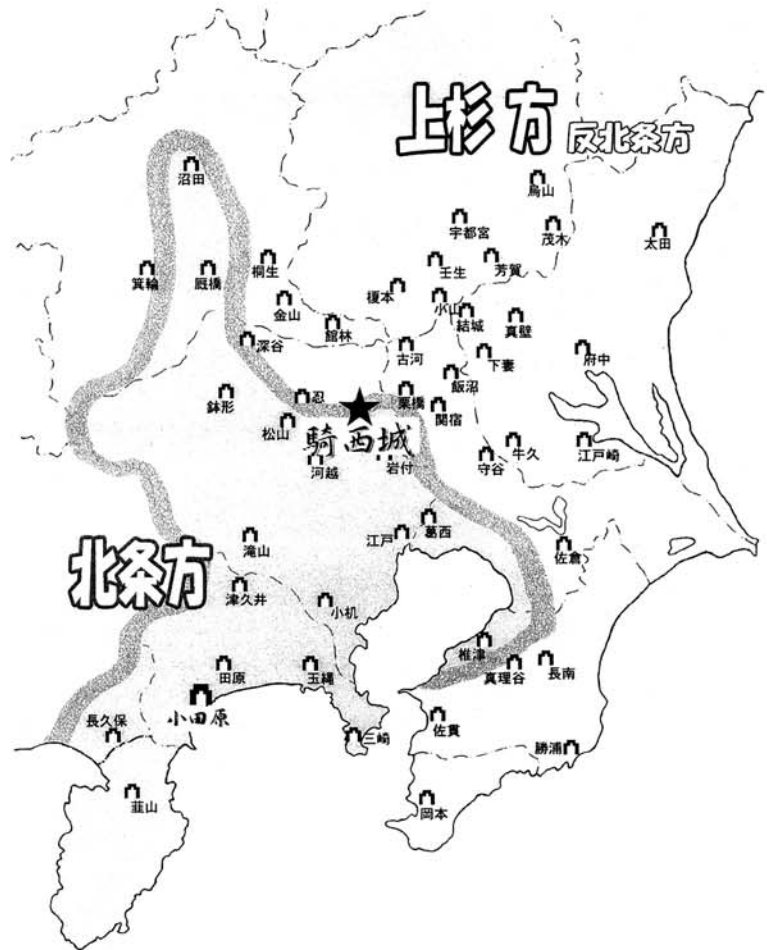 上杉方 反北条方
沼田
烏山
宇都宮
茂木
太田
箕輪
厩橋
桐生
壬生
芳賀
榎本
金山
小山
結城
真壁
館林
深谷
古河
下妻
府中
鉢形
忍
栗橋
飯沼
関宿
松山
騎西城
河越
岩付
守谷
牛久
江戸崎
北条方
滝山
江戸
葛西
佐倉
津久井
小机
椎津
田原
玉縄
真理谷
長南
小田原
長久保
三崎
佐貫
勝浦
韮山
岡本